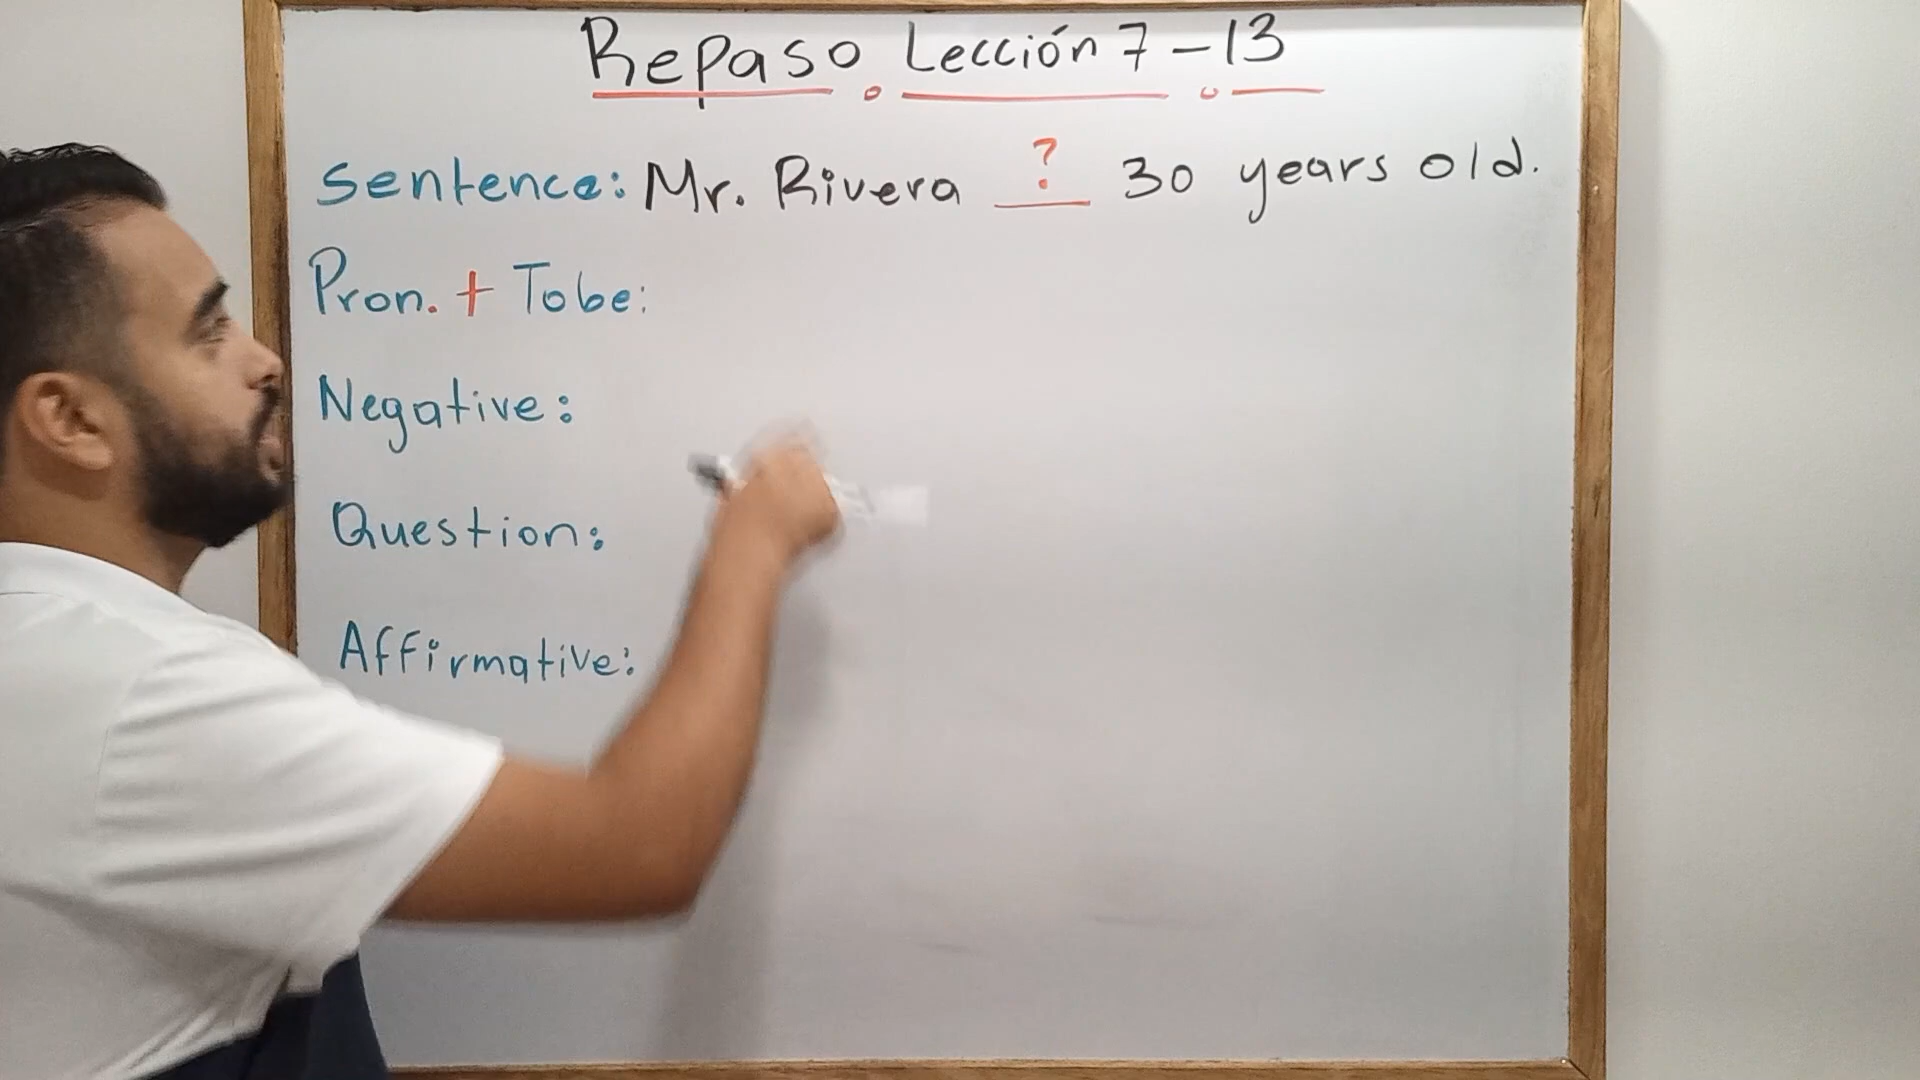 Repaso Lección 7-13
Sentence: Mr. Rivera ? 30 years old.
Pron. + Tobe:
Negative:
Question:
Affirmative: